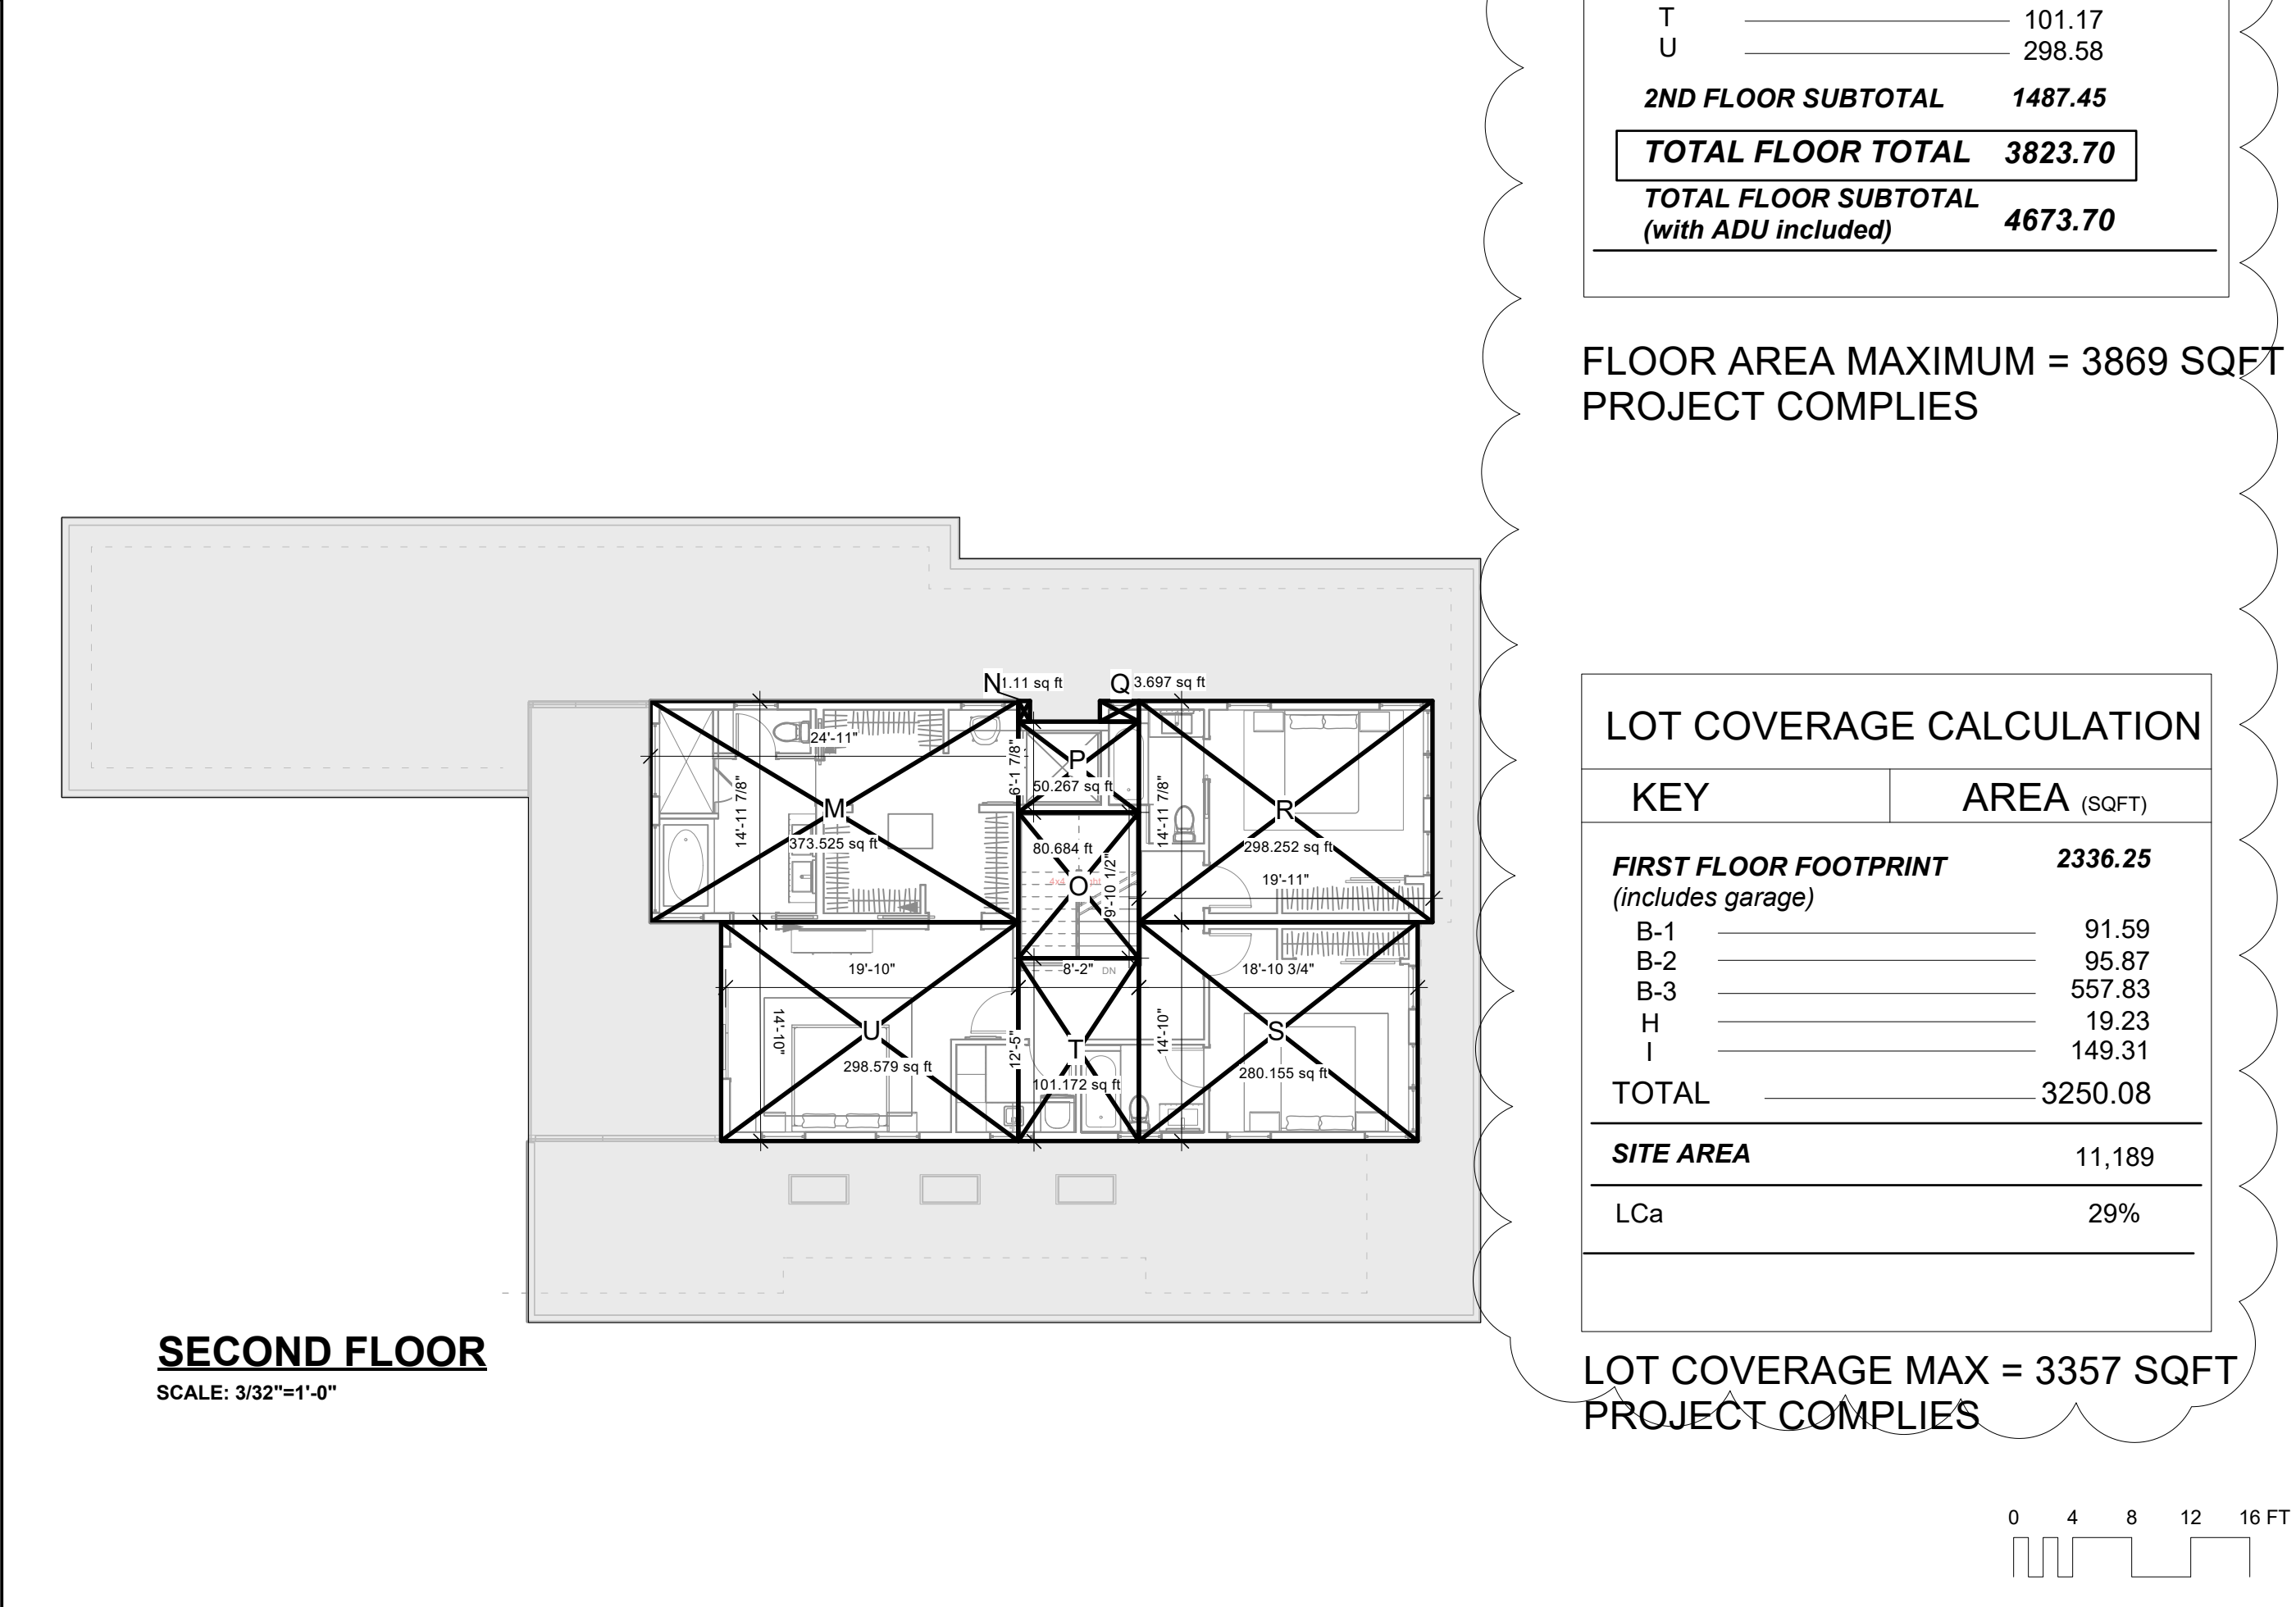 T 101.17
U 298.58
2ND FLOOR SUBTOTAL 1487.45
TOTAL FLOOR TOTAL 3823.70
TOTAL FLOOR SUBTOTAL
(with ADU included) 4673.70
FLOOR AREA MAXIMUM = 3869 SQFT
PROJECT COMPLIES
N 1.11 sq ft
Q 3.697 sq ft
24'-11"
14'-11 7/8"
M
373.525 sq ft
6'-1 7/8"
P
50.267 sq ft
14'-11 7/8"
R
298.252 sq ft
19'-11"
80.684 ft
O
9'-10 1/2"
19'-10"
8'-2"
DN
18'-10 3/4"
14'-10"
U
298.579 sq ft
12'-5"
T
101.172 sq ft
14'-10"
S
280.155 sq ft
SECOND FLOOR
SCALE: 3/32"=1'-0"
LOT COVERAGE CALCULATION
KEY AREA (SQFT)
FIRST FLOOR FOOTPRINT 2336.25
(includes garage)
B-1 91.59
B-2 95.87
B-3 557.83
H 19.23
I 149.31
TOTAL 3250.08
SITE AREA 11,189
LCa 29%
LOT COVERAGE MAX = 3357 SQFT
PROJECT COMPLIES
0 4 8 12 16 FT